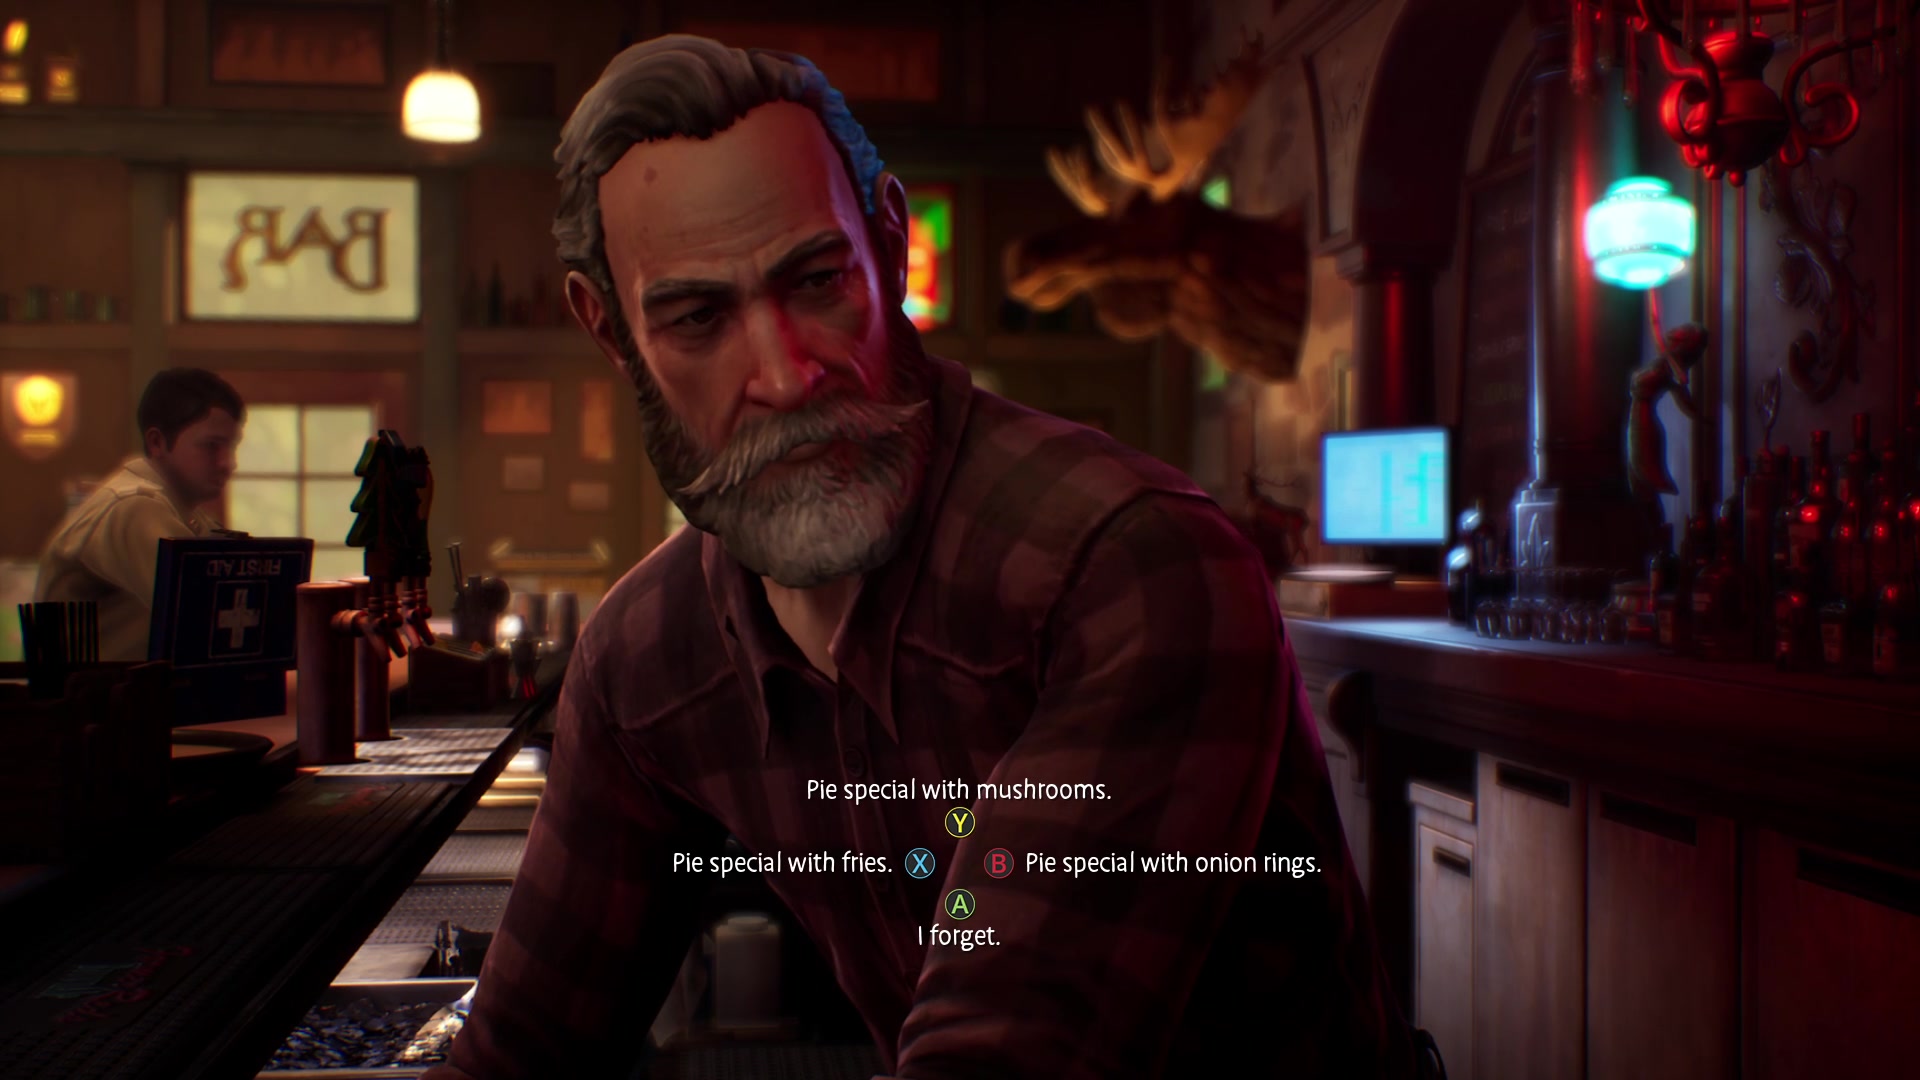 BAR
FIRST AID
Pie special with mushrooms.
Y
Pie special with fries. X B Pie special with onion rings.
A
I forget.